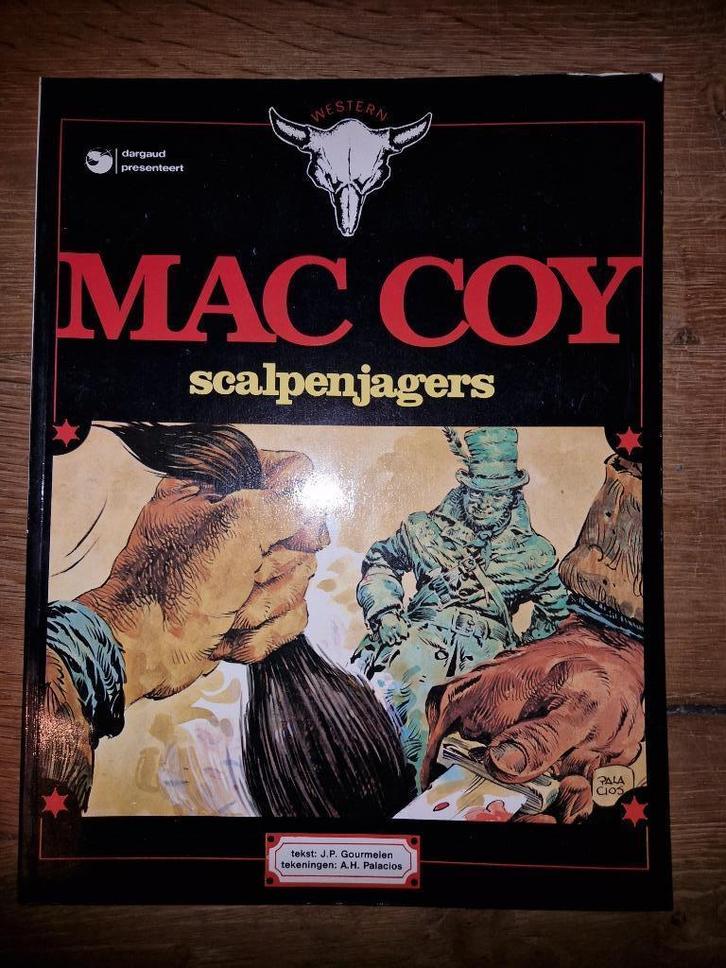 WESTERN
dargaud
presenteert
MAC COY
scalpenjagers
PALA
CIOS
tekst: J.P. Gourmelen
tekeningen: A.H. Palacios